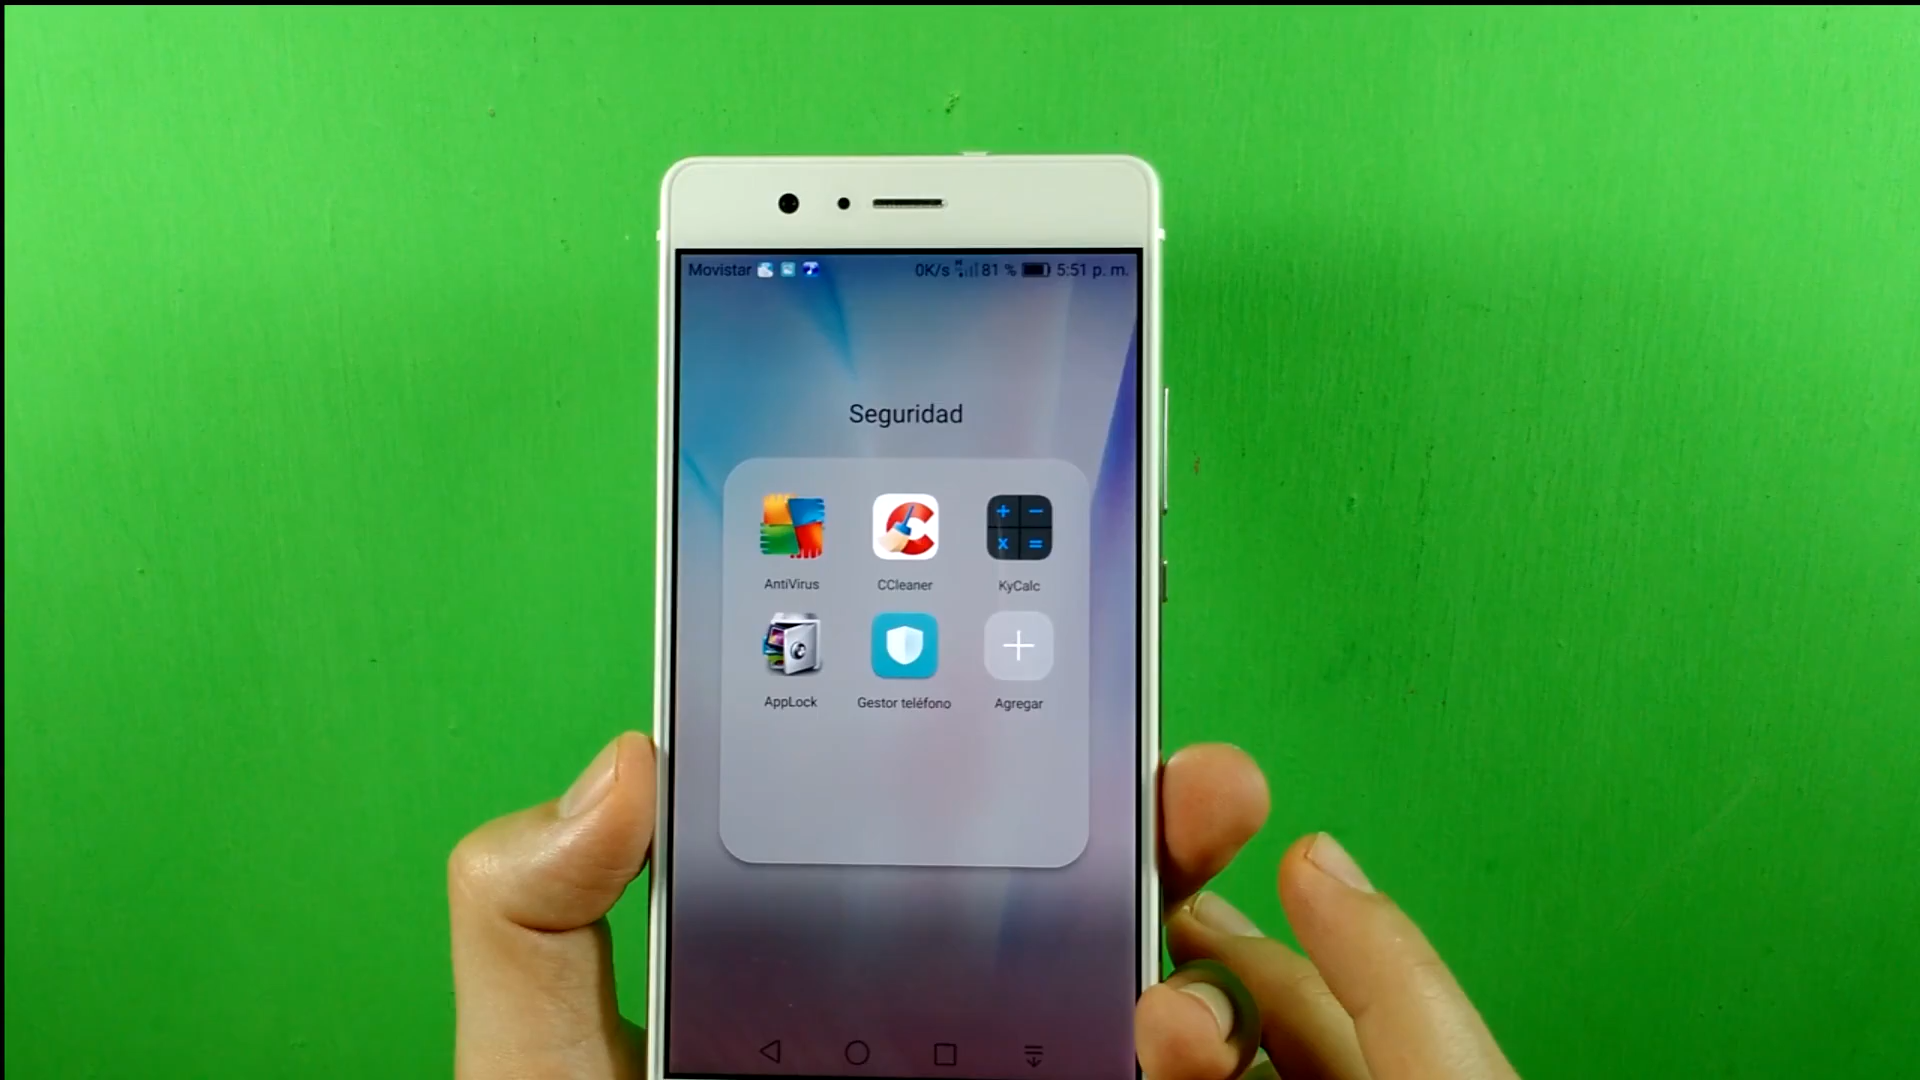 Movistar 0K/s 81 % 5:51 p. m.
Seguridad
AntiVirus CCleaner KyCalc
AppLock Gestor teléfono Agregar